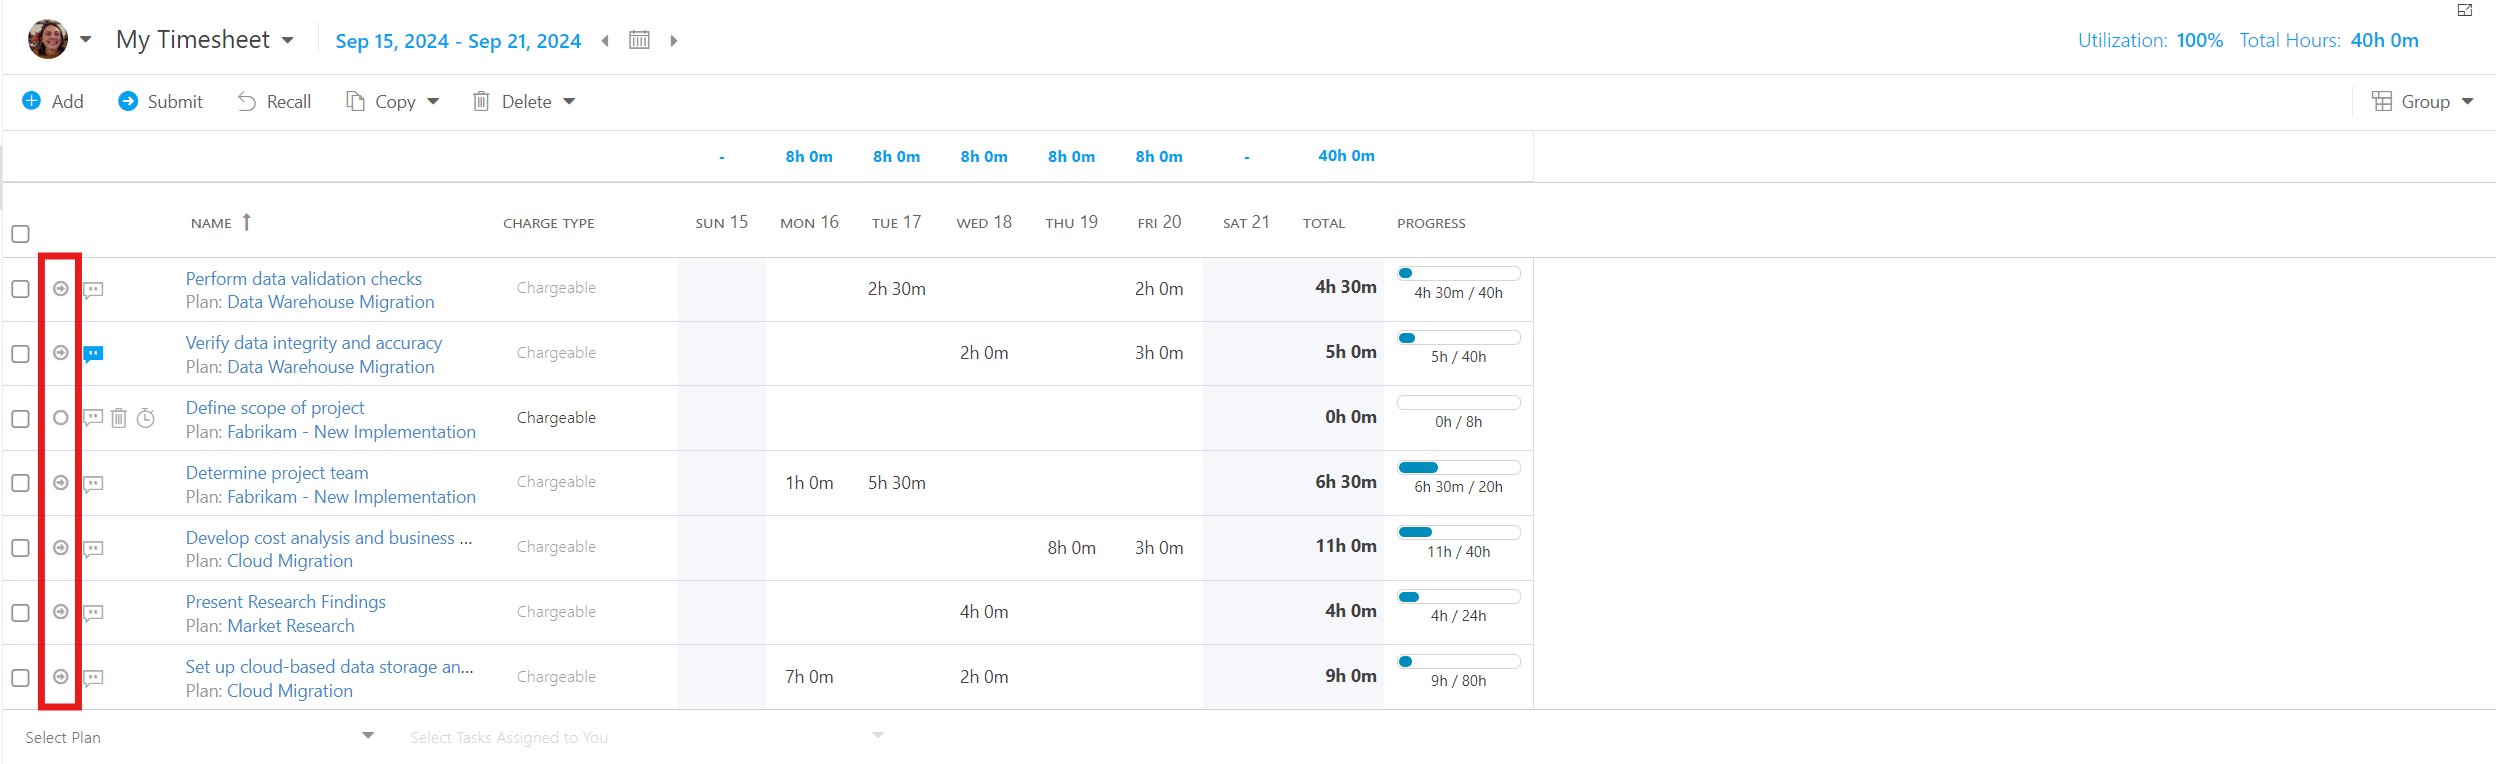 My Timesheet Sep 15, 2024 - Sep 21, 2024 Utilization: 100% Total Hours: 40h 0m
Add Submit Recall Copy Delete Group
- 8h 0m 8h 0m 8h 0m 8h 0m 8h 0m - 40h 0m
NAME CHARGE TYPE SUN 15 MON 16 TUE 17 WED 18 THU 19 FRI 20 SAT 21 TOTAL PROGRESS
Perform data validation checks
Plan: Data Warehouse Migration
Chargeable 2h 30m 2h 0m 4h 30m
4h 30m / 40h
Verify data integrity and accuracy
Plan: Data Warehouse Migration
Chargeable 2h 0m 3h 0m 5h 0m
5h / 40h
Define scope of project
Plan: Fabrikam - New Implementation
Chargeable 0h 0m
0h / 8h
Determine project team
Plan: Fabrikam - New Implementation
Chargeable 1h 0m 5h 30m 6h 30m
6h 30m / 20h
Develop cost analysis and business ...
Plan: Cloud Migration
Chargeable 8h 0m 3h 0m 11h 0m
11h / 40h
Present Research Findings
Plan: Market Research
Chargeable 4h 0m 4h 0m
4h / 24h
Set up cloud-based data storage an...
Plan: Cloud Migration
Chargeable 7h 0m 2h 0m 9h 0m
9h / 80h
Select Plan Select Tasks Assigned to You